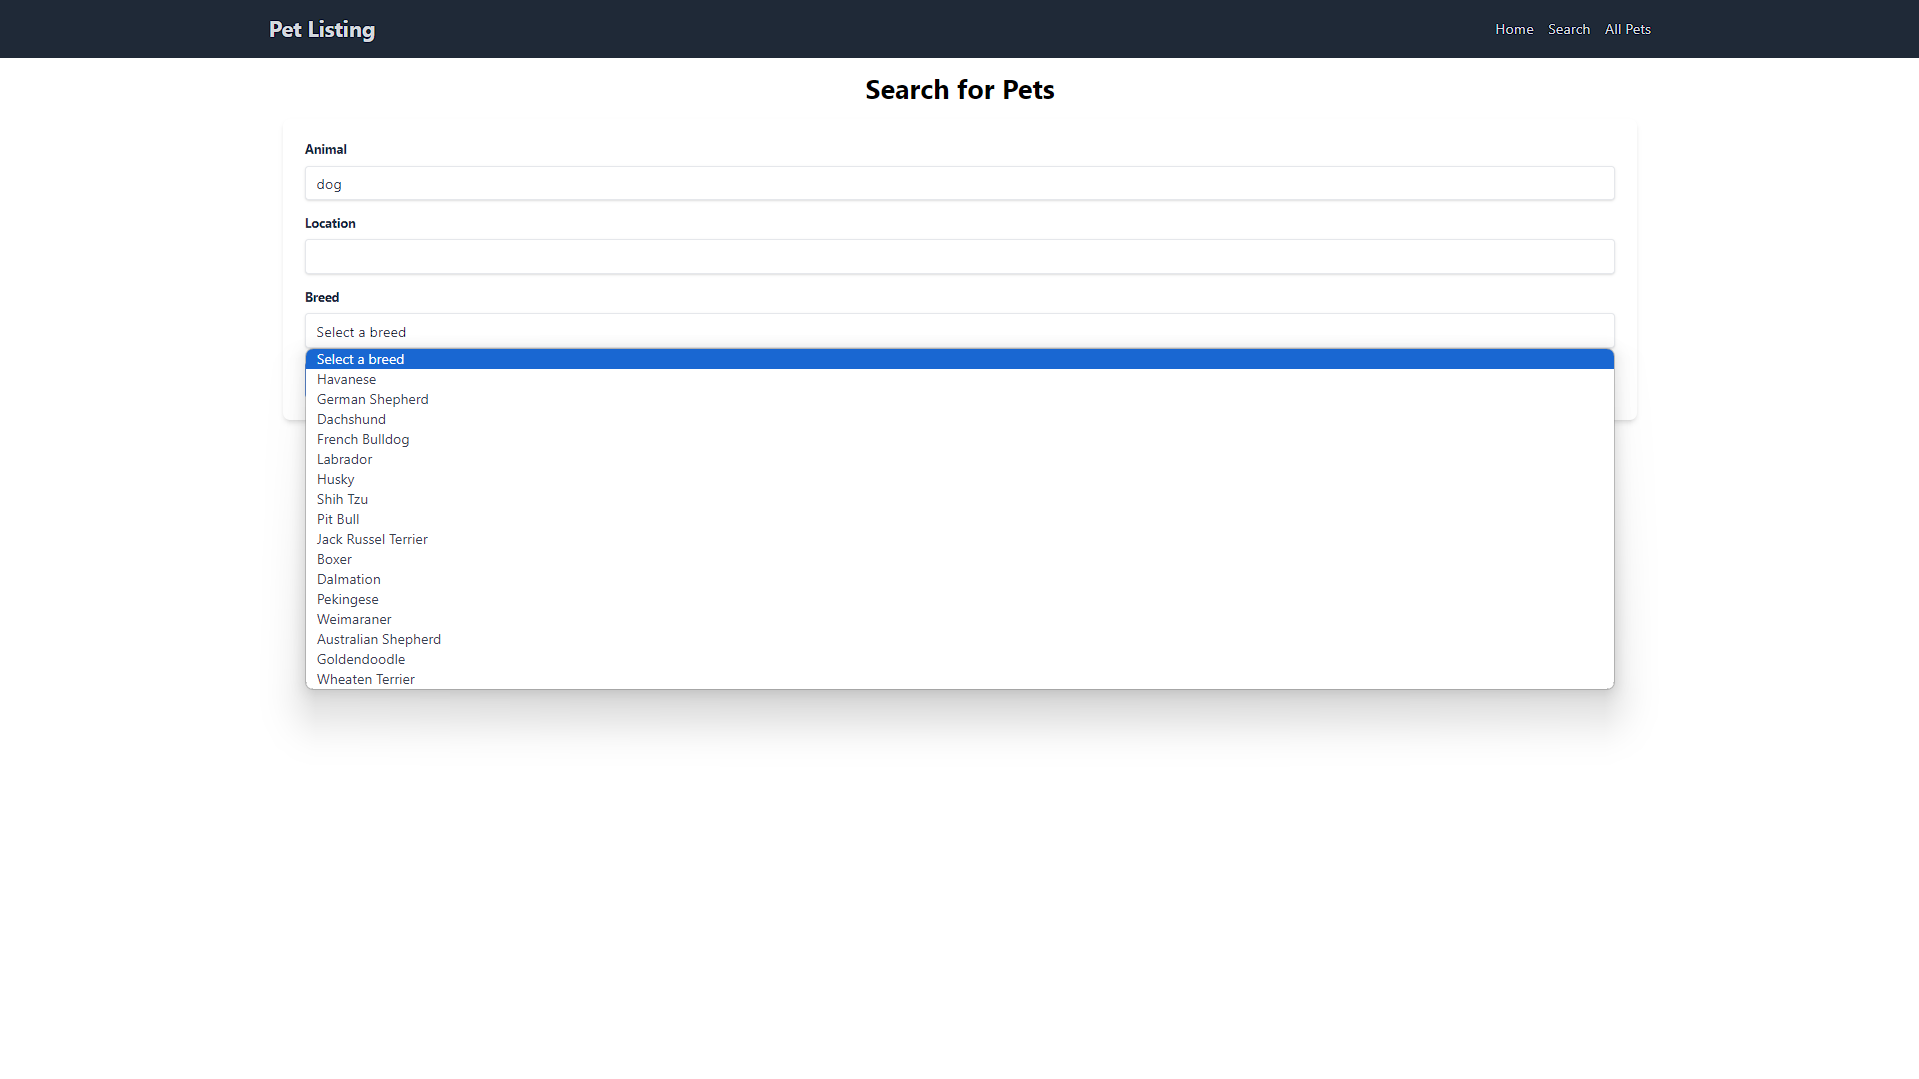 Pet Listing
Home Search All Pets
Search for Pets
Animal
dog
Location
Breed
Select a breed
Select a breed
Havanese
German Shepherd
Dachshund
French Bulldog
Labrador
Husky
Shih Tzu
Pit Bull
Jack Russel Terrier
Boxer
Dalmation
Pekingese
Weimaraner
Australian Shepherd
Goldendoodle
Wheaten Terrier